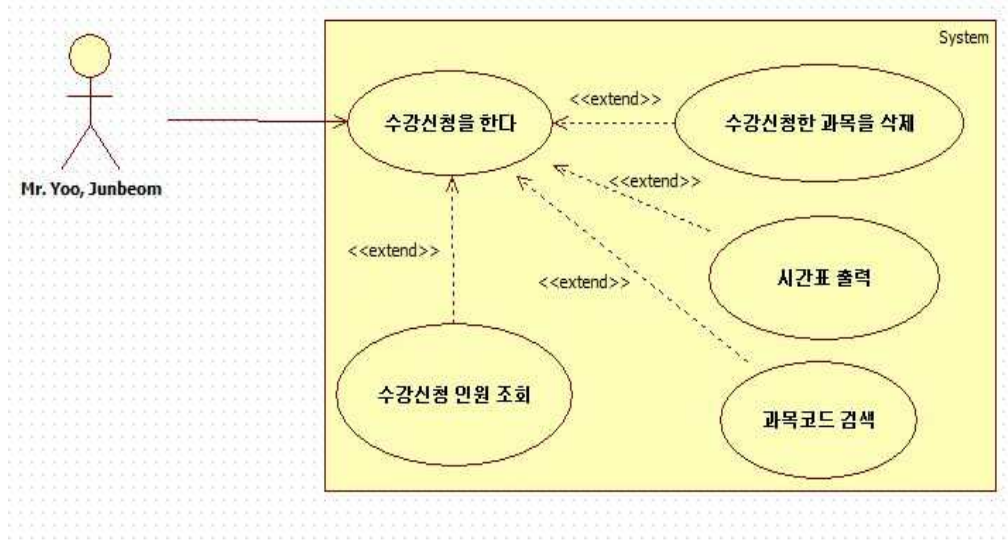 System
수강신청을 한다
<<extend>>
수강신청한 과목을 삭제
Mr. Yoo, Junbeom
<<extend>>
<<extend>>
<<extend>>
시간표 출력
수강신청 인원 조회
과목코드 검색